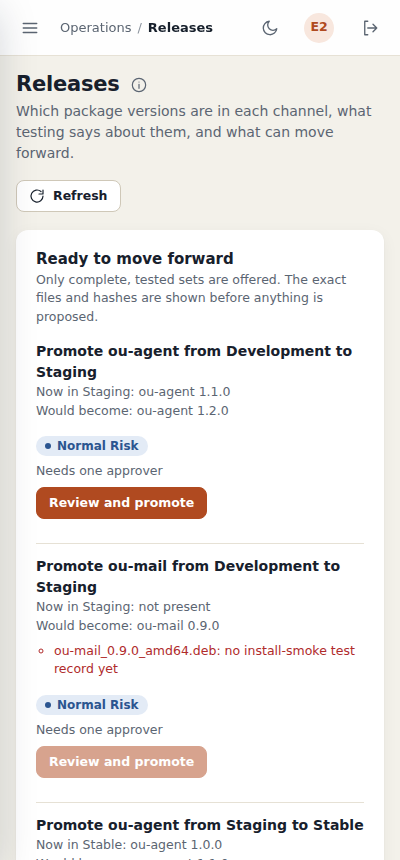 Operations / Releases
E2
Releases
Which package versions are in each channel, what
testing says about them, and what can move
forward.
Refresh
Ready to move forward
Only complete, tested sets are offered. The exact
files and hashes are shown before anything is
proposed.
Promote ou-agent from Development to
Staging
Now in Staging: ou-agent 1.1.0
Would become: ou-agent 1.2.0
Normal Risk
Needs one approver
Review and promote
Promote ou-mail from Development to
Staging
Now in Staging: not present
Would become: ou-mail 0.9.0
ou-mail_0.9.0_amd64.deb: no install-smoke test
record yet
Normal Risk
Needs one approver
Review and promote
Promote ou-agent from Staging to Stable
Now in Stable: ou-agent 1.0.0